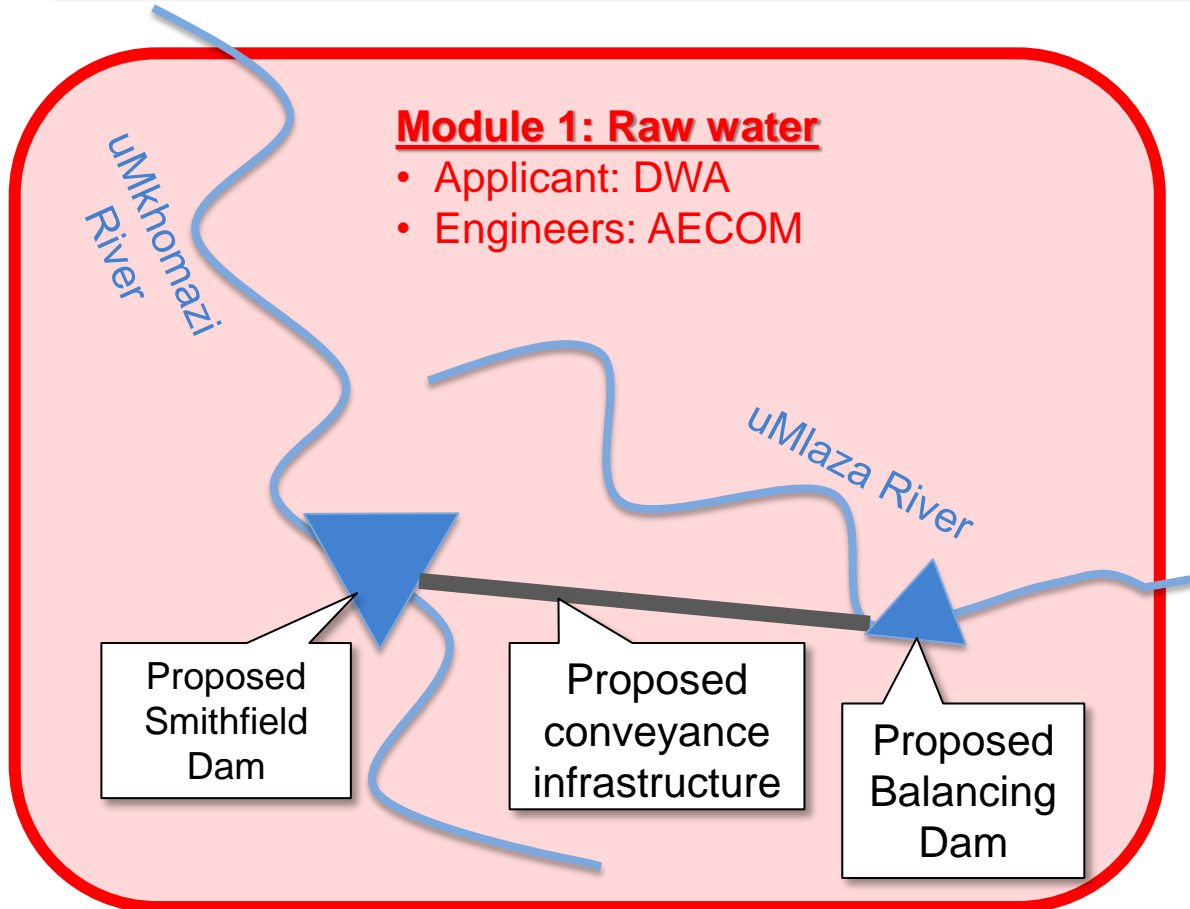 Module 1: Raw water
• Applicant: DWA
• Engineers: AECOM
uMkhomazi
River
uMlaza River
Proposed
Smithfield
Dam
Proposed
conveyance
infrastructure
Proposed
Balancing
Dam